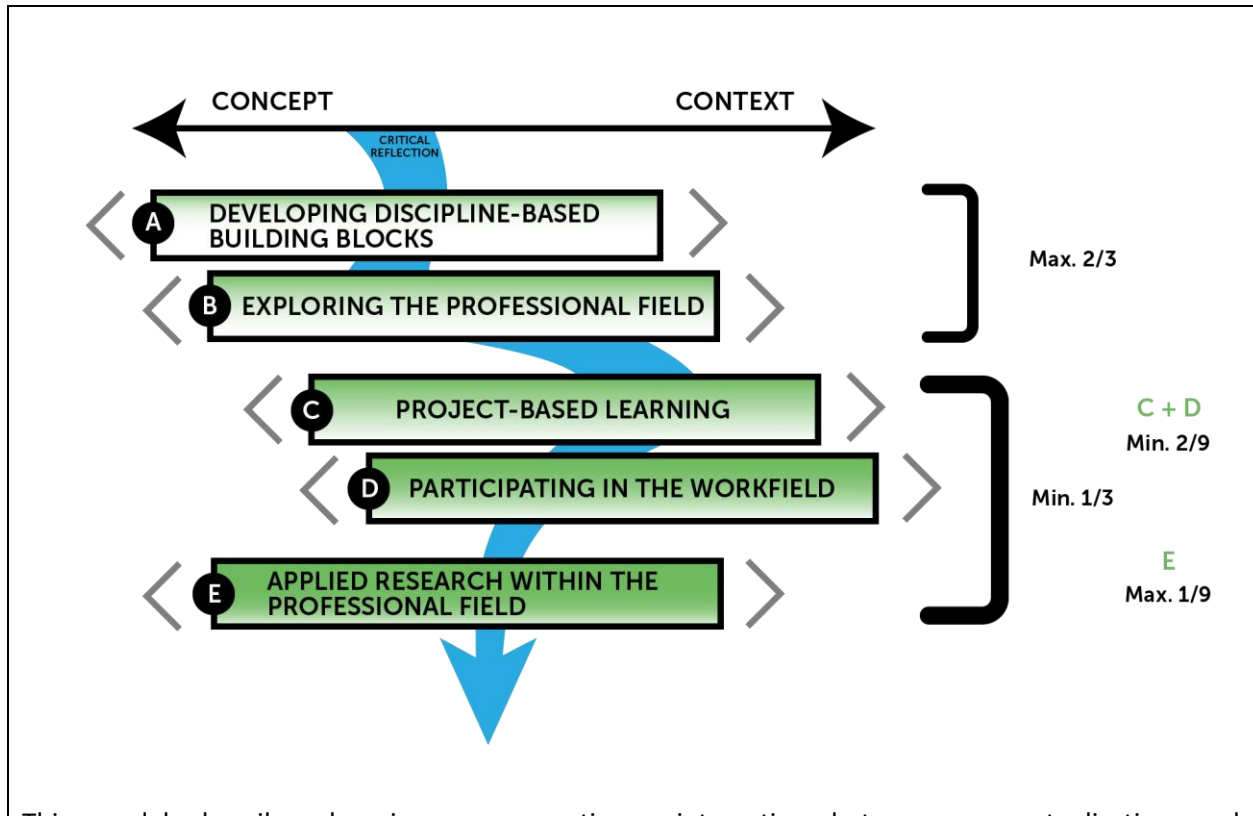 CONCEPT
CONTEXT
CRITICAL
REFLECTION
A
DEVELOPING DISCIPLINE-BASED
BUILDING BLOCKS
B
EXPLORING THE PROFESSIONAL FIELD
Max. 2/3
C
PROJECT-BASED LEARNING
D
PARTICIPATING IN THE WORKFIELD
E
APPLIED RESEARCH WITHIN THE
PROFESSIONAL FIELD
Min. 1/3
C + D
Min. 2/9
E
Max. 1/9